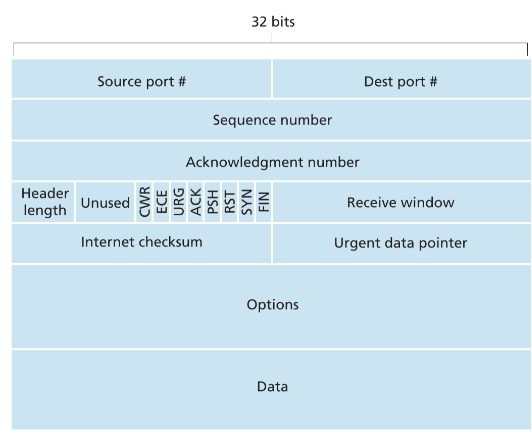 32 bits
Source port #
Dest port #
Sequence number
Acknowledgment number
Header
length
Unused
CWR
ECE
URG
ACK
PSH
RST
SYN
FIN
Receive window
Internet checksum
Urgent data pointer
Options
Data